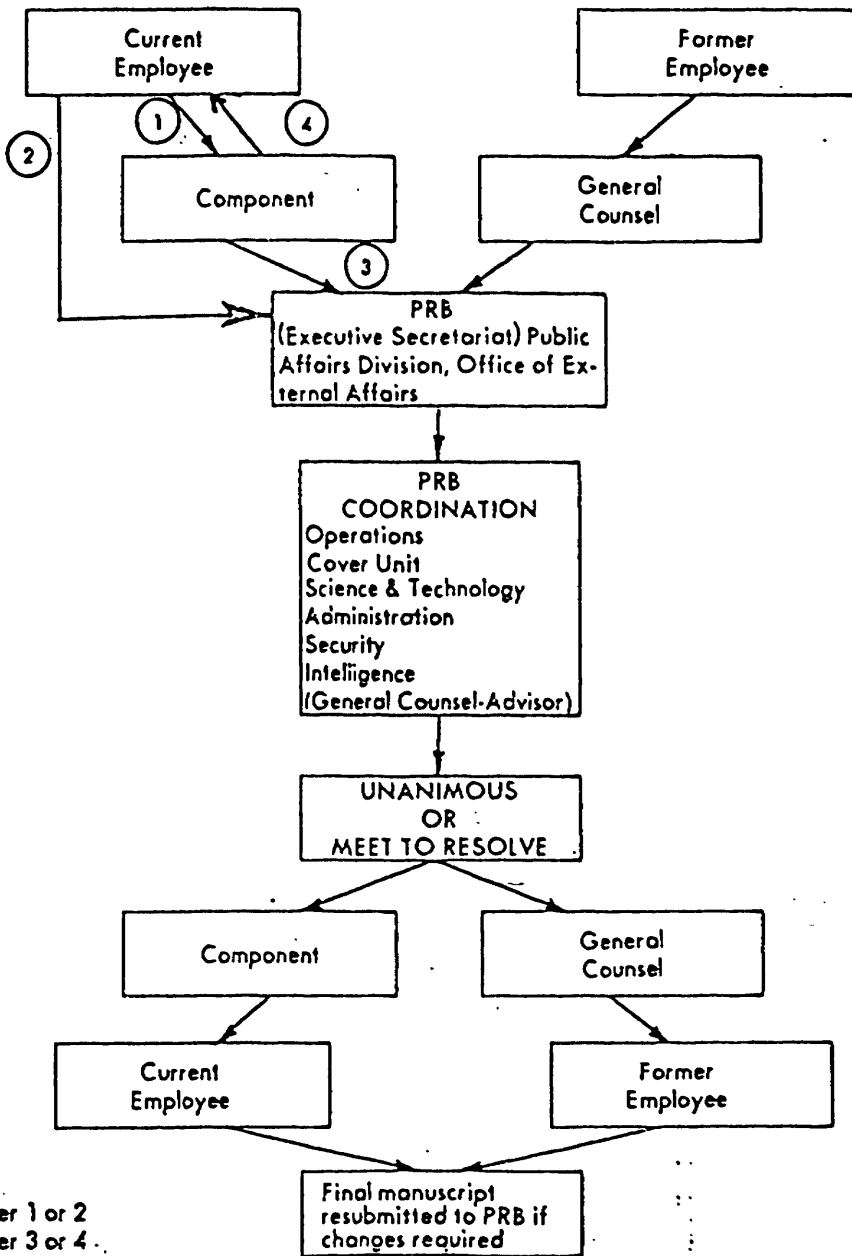 Current
Employee
Former
Employee
1
4
2
Component
General
Counsel
3
PRB
(Executive Secretariat) Public
Affairs Division, Office of Ex-
ternal Affairs
PRB
COORDINATION
Operations
Cover Unit
Science & Technology
Administration
Security
Intelligence
(General Counsel-Advisor)
UNANIMOUS
OR
MEET TO RESOLVE
Component
General
Counsel
Current
Employee
Former
Employee
Final manuscript
resubmitted to PRB if
changes required
er 1 or 2
er 3 or 4